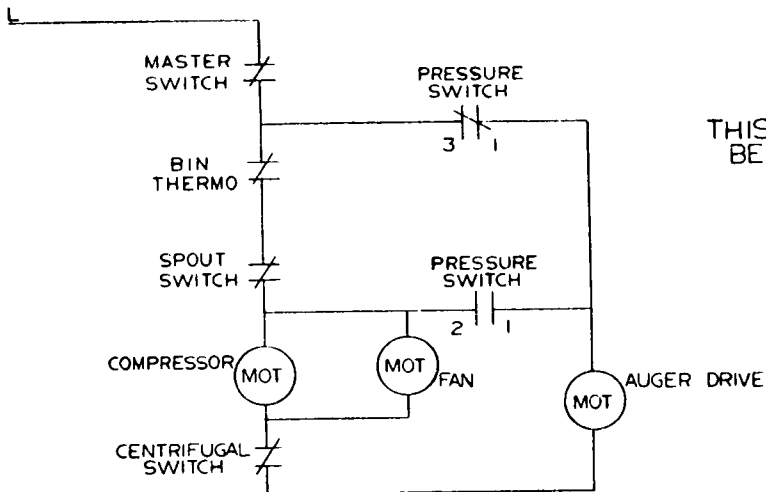 L
MASTER
SWITCH
PRESSURE
SWITCH
3 1
THIS
BE
BIN
THERMO
SPOUT
SWITCH
PRESSURE
SWITCH
2 1
COMPRESSOR
MOT
MOT
FAN
MOT
AUGER DRIVE
CENTRIFUGAL
SWITCH